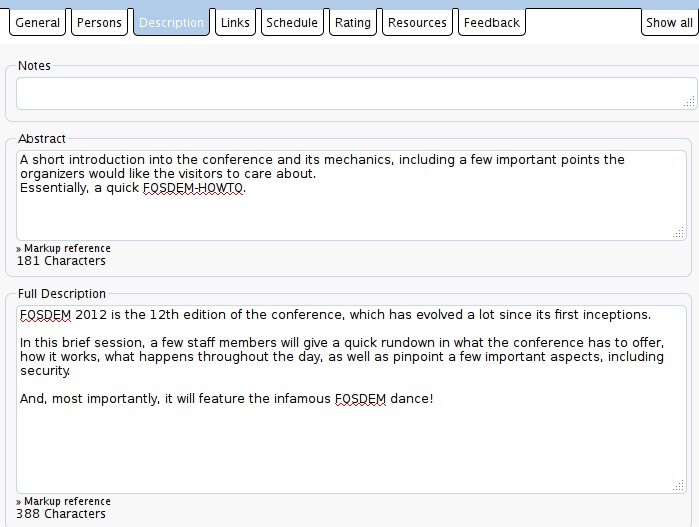 General Persons Description Links Schedule Rating Resources Feedback Show all
Notes
Abstract
A short introduction into the conference and its mechanics, including a few important points the
organizers would like the visitors to care about.
Essentially, a quick FOSDEM-HOWTO.
» Markup reference
181 Characters
Full Description
FOSDEM 2012 is the 12th edition of the conference, which has evolved a lot since its first inceptions.
In this brief session, a few staff members will give a quick rundown in what the conference has to offer,
how it works, what happens throughout the day, as well as pinpoint a few important aspects, including
security.
And, most importantly, it will feature the infamous FOSDEM dance!
» Markup reference
388 Characters